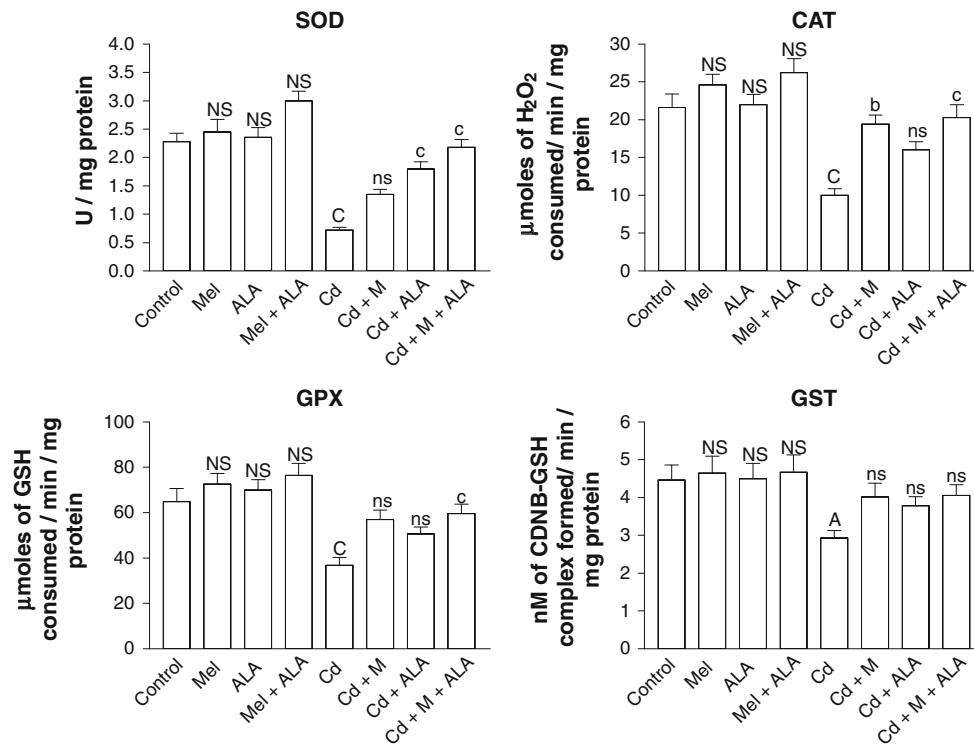 SOD
U / mg protein
4.0
3.5
3.0
2.5
2.0
1.5
1.0
0.5
0.0
NS
NS
NS
C
ns
c
c
Control
Mel
ALA
Mel + ALA
Cd
Cd + M
Cd + ALA
Cd + M + ALA
CAT
µmoles of H₂O₂
consumed/ min / mg
protein
30
25
20
15
10
5
0
NS
NS
NS
C
b
ns
c
Control
Mel
ALA
Mel + ALA
Cd
Cd + M
Cd + ALA
Cd + M + ALA
GPX
µmoles of GSH
consumed / min / mg
protein
100
80
60
40
20
0
NS
NS
NS
C
ns
ns
c
Control
Mel
ALA
Mel + ALA
Cd
Cd + M
Cd + ALA
Cd + M + ALA
GST
nM of CDNB-GSH
complex formed/ min /
mg protein
6
5
4
3
2
1
0
NS
NS
NS
A
ns
ns
ns
Control
Mel
ALA
Mel + ALA
Cd
Cd + M
Cd + ALA
Cd + M + ALA